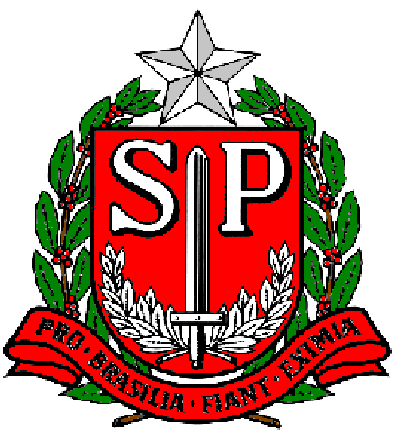 SP
PRO · BRASILIA · FIANT · EXIMIA